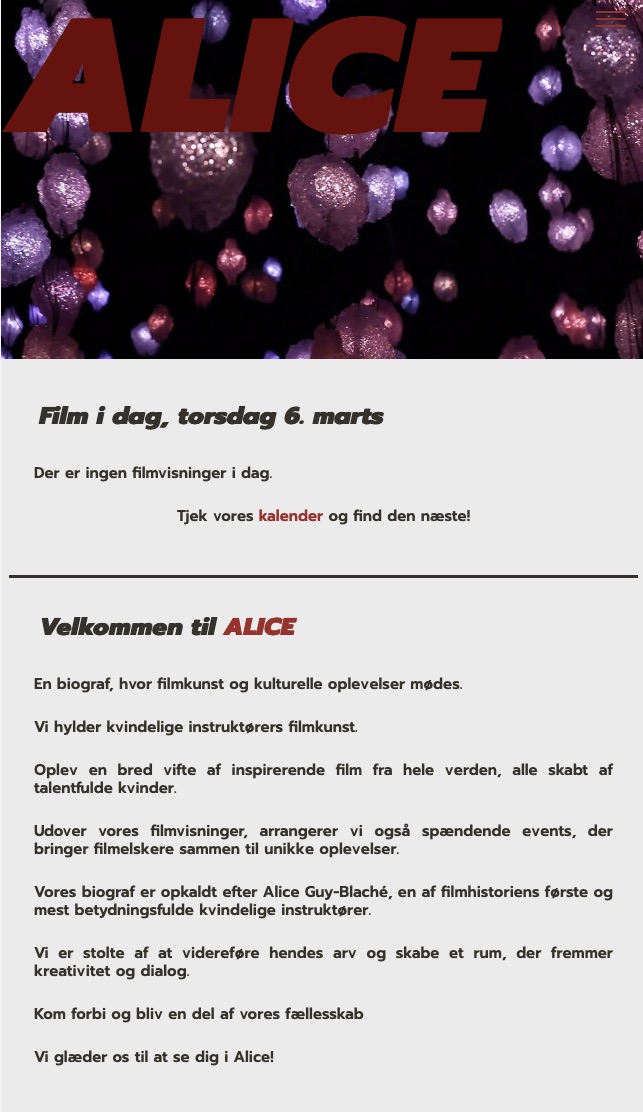 ALICE
Film i dag, torsdag 6. marts
Der er ingen filmvisninger i dag.
Tjek vores kalender og find den næste!
Velkommen til ALICE
En biograf, hvor filmkunst og kulturelle oplevelser mødes.
Vi hylder kvindelige instruktørers filmkunst.
Oplev en bred vifte af inspirerende film fra hele verden, alle skabt af
talentfulde kvinder.
Udover vores filmvisninger, arrangerer vi også spændende events, der
bringer filmelskere sammen til unikke oplevelser.
Vores biograf er opkaldt efter Alice Guy-Blaché, en af filmhistoriens første og
mest betydningsfulde kvindelige instruktører.
Vi er stolte af at videreføre hendes arv og skabe et rum, der fremmer
kreativitet og dialog.
Kom forbi og bliv en del af vores fællesskab
Vi glæder os til at se dig i Alice!